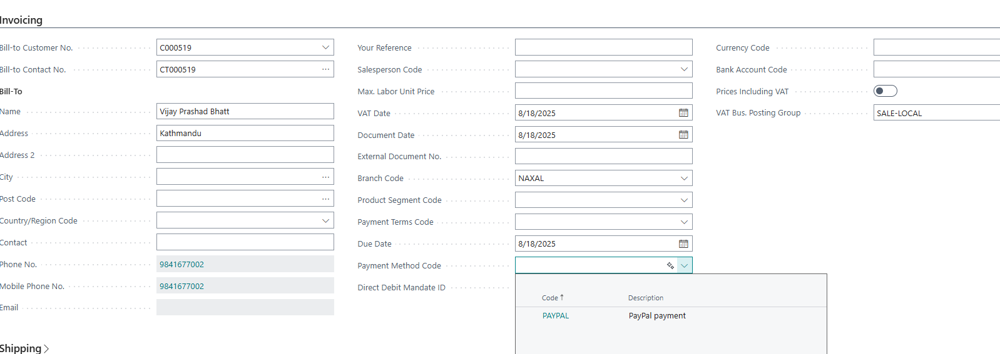 Invoicing
Bill-to Customer No. C000519
Bill-to Contact No. CT000519
Bill-To
Name Vijay Prashad Bhatt
Address Kathmandu
Address 2
City
Post Code
Country/Region Code
Contact
Phone No. 9841677002
Mobile Phone No. 9841677002
Email
Your Reference
Salesperson Code
Max. Labor Unit Price
VAT Date 8/18/2025
Document Date 8/18/2025
External Document No.
Branch Code NAXAL
Product Segment Code
Payment Terms Code
Due Date 8/18/2025
Payment Method Code
Direct Debit Mandate ID
Code ↑ Description
PAYPAL PayPal payment
Currency Code
Bank Account Code
Prices Including VAT
VAT Bus. Posting Group SALE-LOCAL
Shipping >